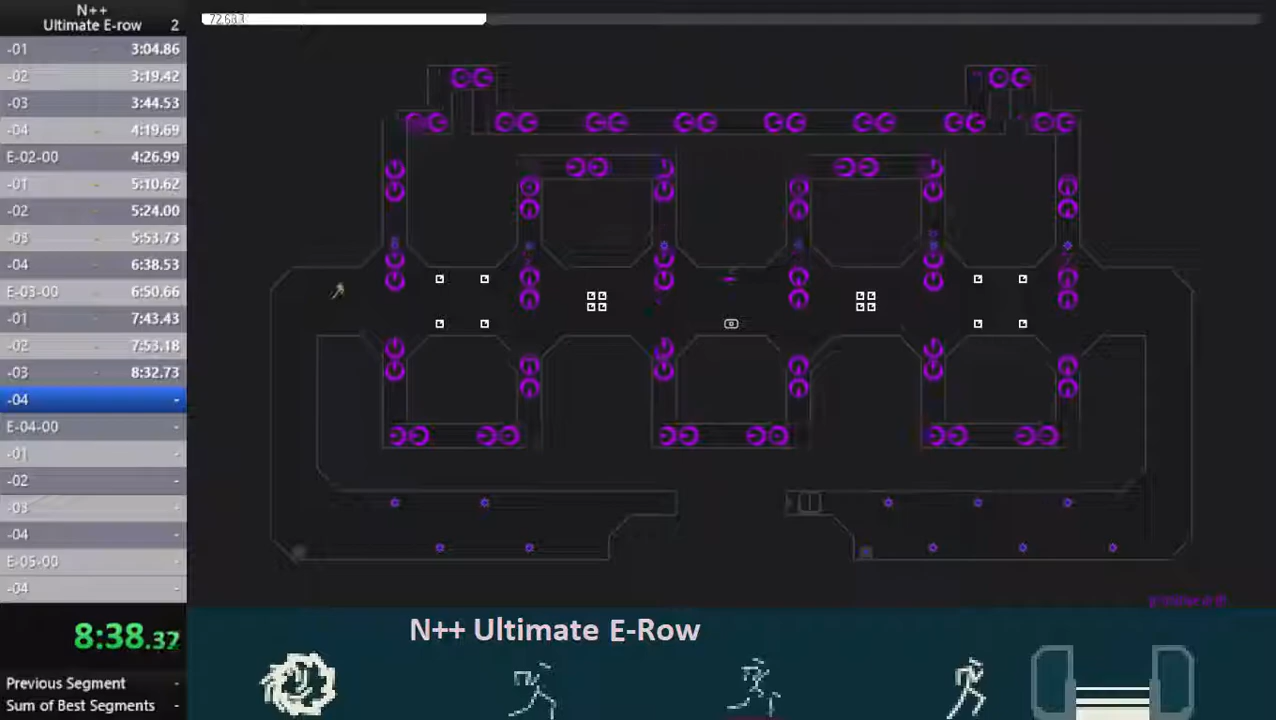 N++
Ultimate E-row 2
-01 - 3:04.86
-02 - 3:19.42
-03 - 3:44.53
-04 - 4:19.69
E-02-00 4:26.99
-01 - 5:10.62
-02 - 5:24.00
-03 - 5:53.73
-04 - 6:38.53
E-03-00 - 6:50.66
-01 - 7:43.43
-02 - 7:53.18
-03 - 8:32.73
-04 -
E-04-00 -
-01 -
-02 -
-03 -
-04 -
E-05-00 -
-04 -
8:38.37
Previous Segment -
Sum of Best Segments -
N++ Ultimate E-Row